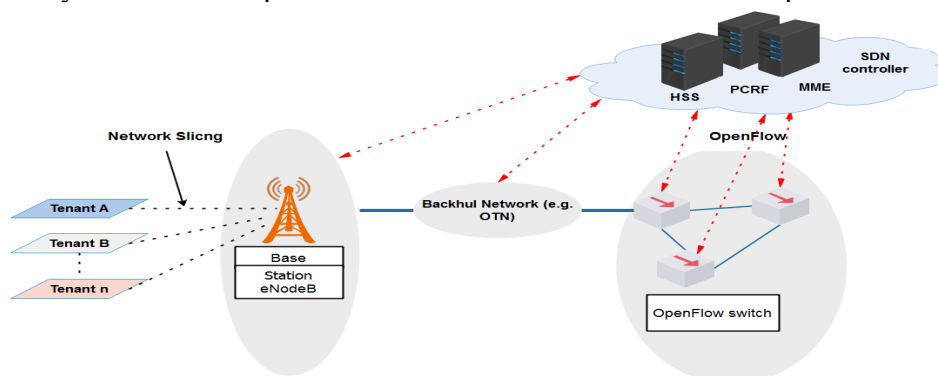 SDN
controller
PCRF
MME
HSS
Network Slicng
OpenFlow
Tenant A
Tenant B
Tenant n
Base
Station
eNodeB
Backhul Network (e.g.
OTN)
OpenFlow switch